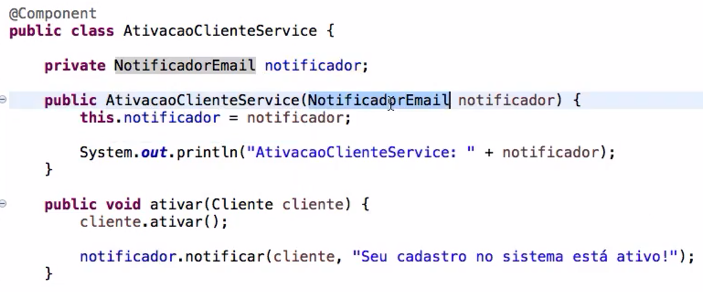 @Component
public class AtivacaoClienteService {
private NotificadorEmail notificador;
public AtivacaoClienteService(NotificadorEmail notificador) {
this.notificador = notificador;
System.out.println("AtivacaoClienteService: " + notificador);
}
public void ativar(Cliente cliente) {
cliente.ativar();
notificador.notificar(cliente, "Seu cadastro no sistema está ativo!");
}